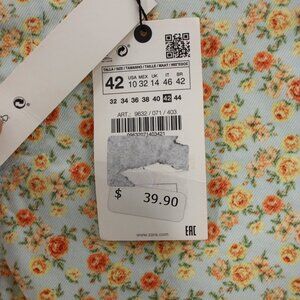 TALLA / SIZE / TAMANHO / TAILLE / MAAT / MĒRETĒ
42 USA 10 MEX 32 UK 14 IT 46 BR 42
32 34 36 38 40 42 44
ART.: 9632 / 071 / 403
$ 39.90
www.zara.com EAC